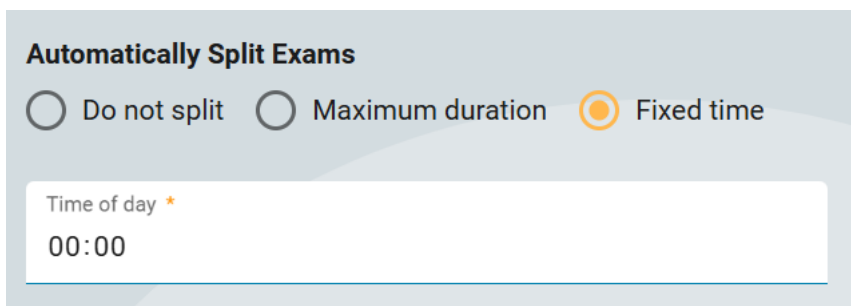 Automatically Split Exams
Do not split Maximum duration Fixed time
Time of day *
00:00